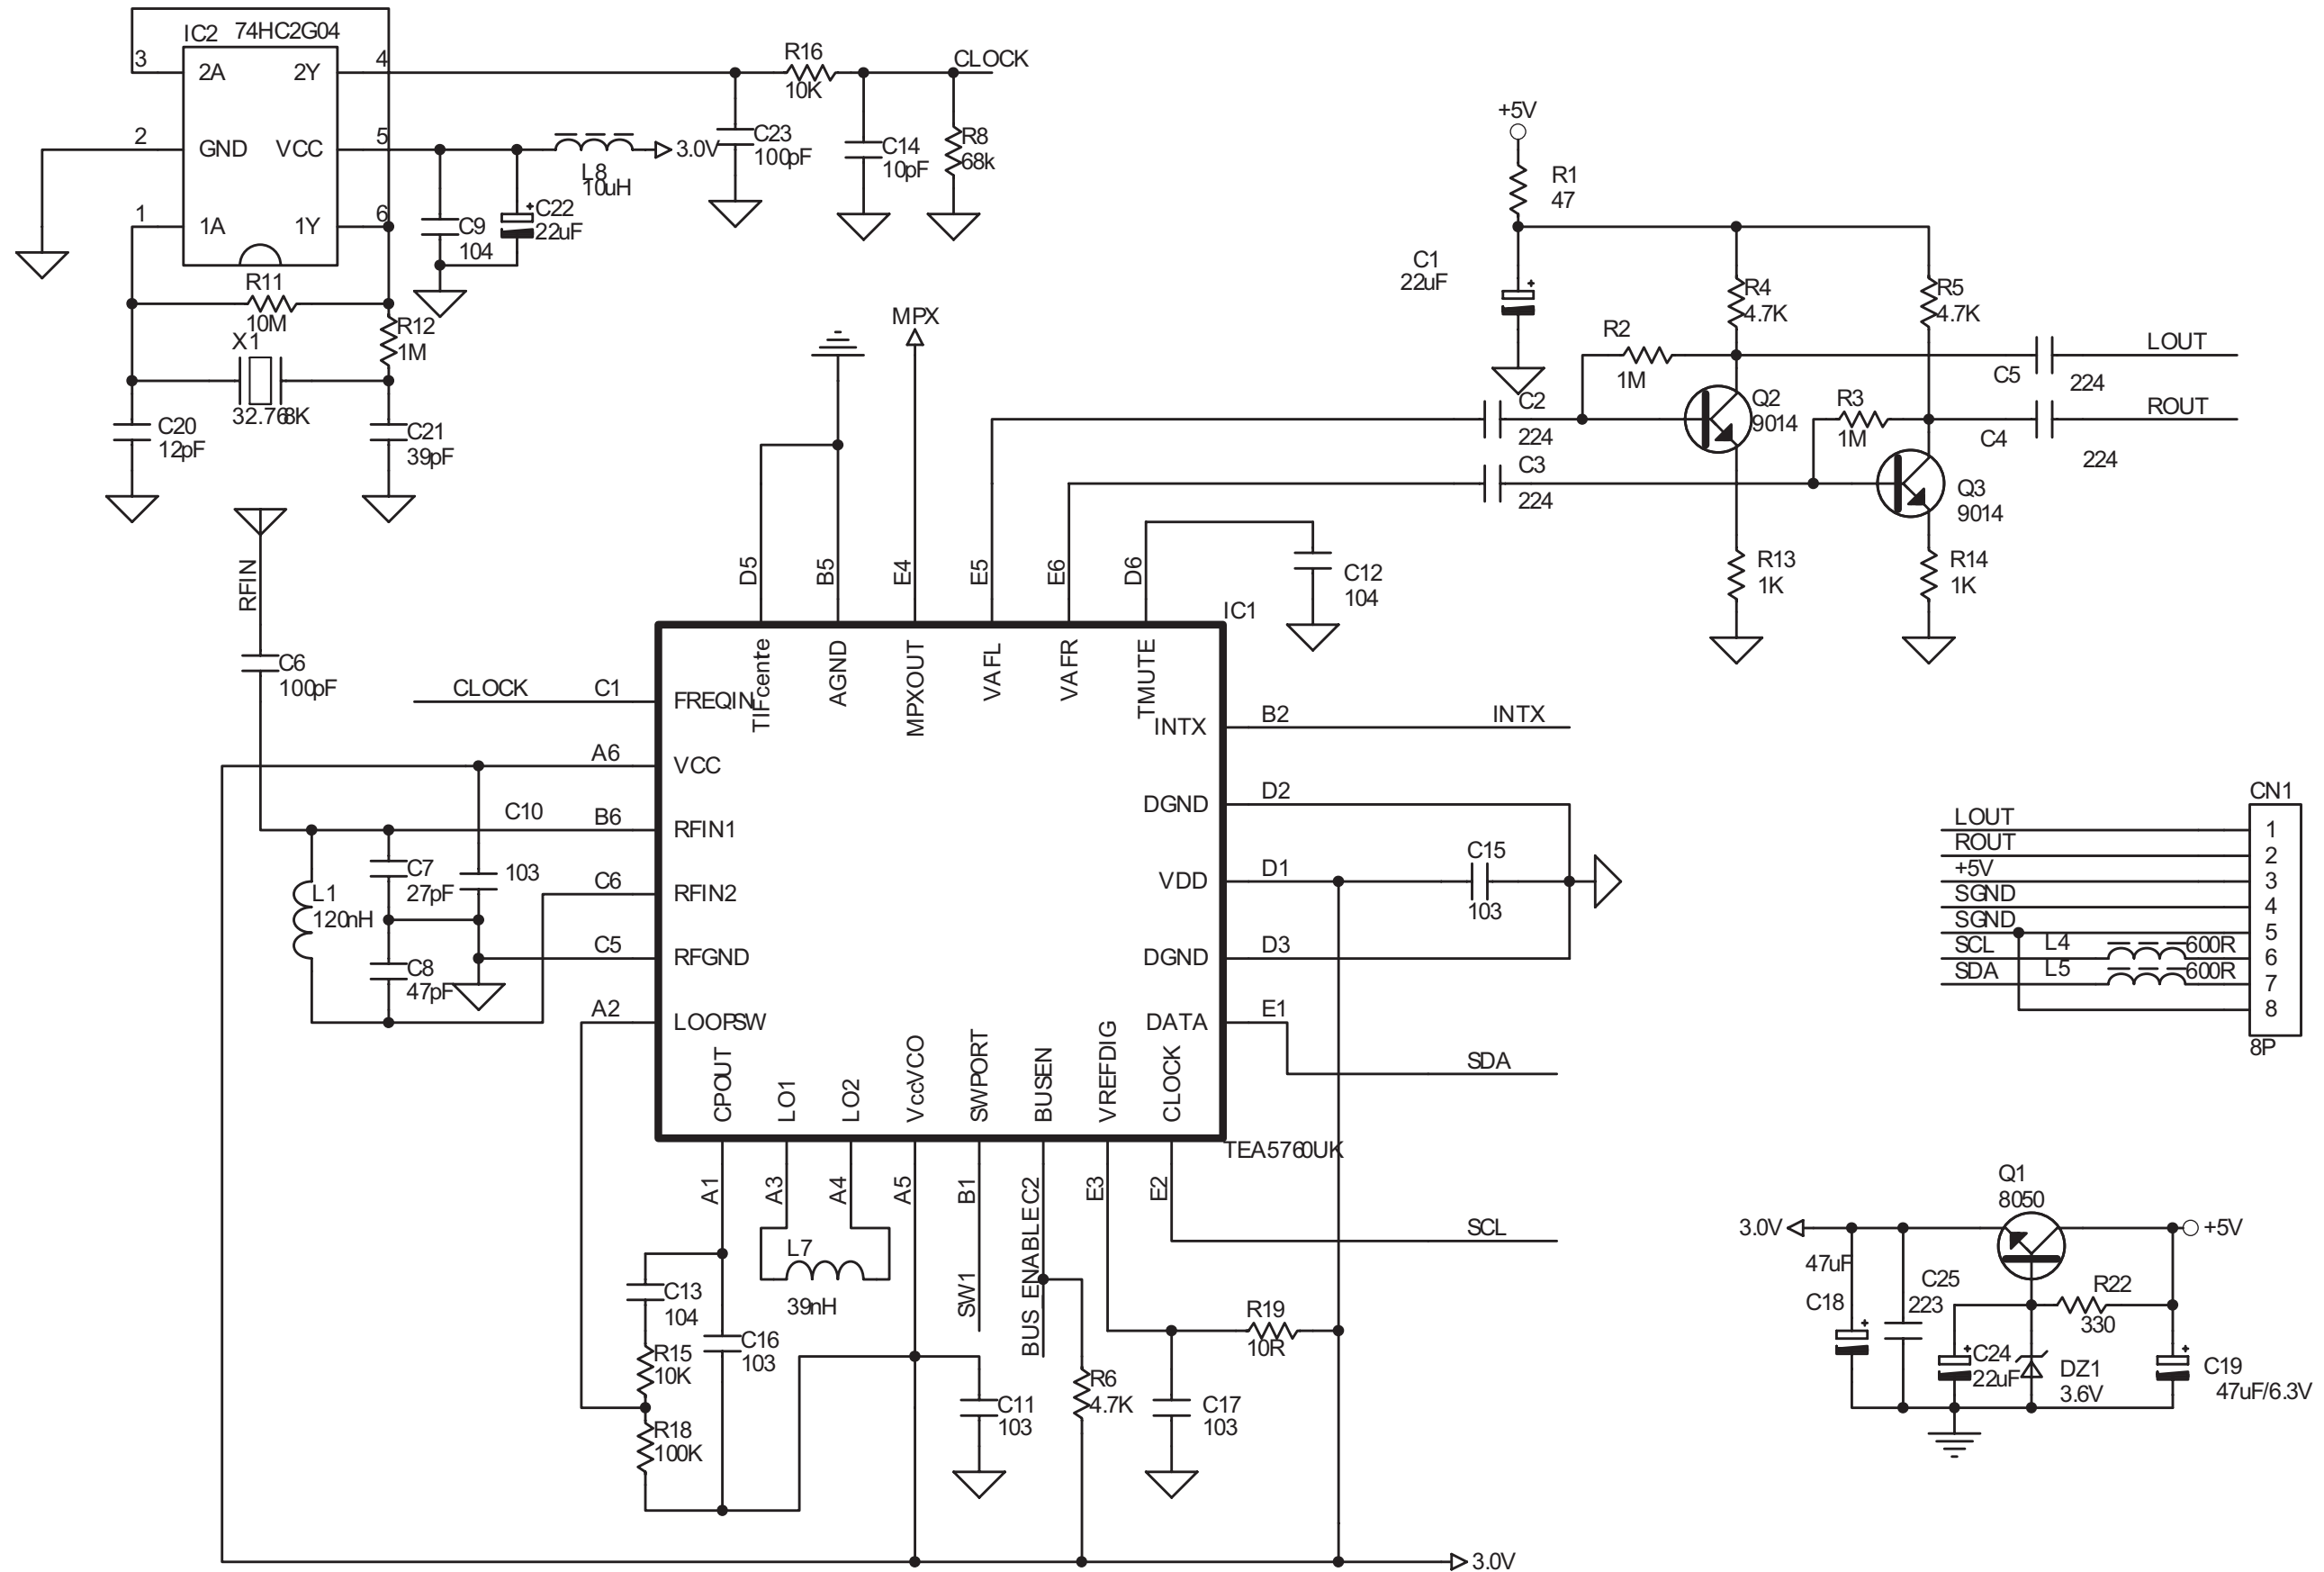 IC2 74HC2G04
3 2A 2Y 4
2 GND VCC 5
1 1A 1Y 6
R16
10K
CLOCK
C23
100pF
C14
10pF
R8
68k
L8
10uH
3.0V
C9
104
C22
22uF
R11
10M
X1
32.768K
R12
1M
C20
12pF
C21
39pF
RFIN
C6
100pF
MPX
+5V
R1
47
C1
22uF
R4
4.7K
R5
4.7K
R2
1M
Q2
9014
R3
1M
Q3
9014
C5
224
LOUT
C4
224
ROUT
C2
224
C3
224
R13
1K
R14
1K
C12
104
D5 B5 E4 E5 E6 D6
IC1
TIFcente AGND MPXOUT VAFL VAFR TMUTE
CLOCK C1 FREQIN
A6 VCC
B6 RFIN1
C6 RFIN2
C5 RFGND
A2 LOOPSW
C10
103
C7
27pF
L1
120nH
C8
47pF
INTX B2 INTX
DGND D2
VDD D1
DGND D3
DATA E1
C15
103
SDA
CPOUT LO1 LO2 VccVCO SWPORT BUSEN VREFDIG CLOCK
TEA5760UK
A1 A3 A4 A5 B1 C2 E3 E2
SW1
BUS ENABLE
SCL
L7
39nH
C13
104
R15
10K
R18
100K
C16
103
C11
103
R6
4.7K
C17
103
R19
10R
3.0V
CN1
LOUT 1
ROUT 2
+5V 3
SGND 4
SGND 5
SCL L4 600R 6
SDA L5 600R 7
8
8P
Q1
8050
3.0V
+5V
47uF
C18
C25
223
R22
330
C24
22uF
DZ1
3.6V
C19
47uF/6.3V